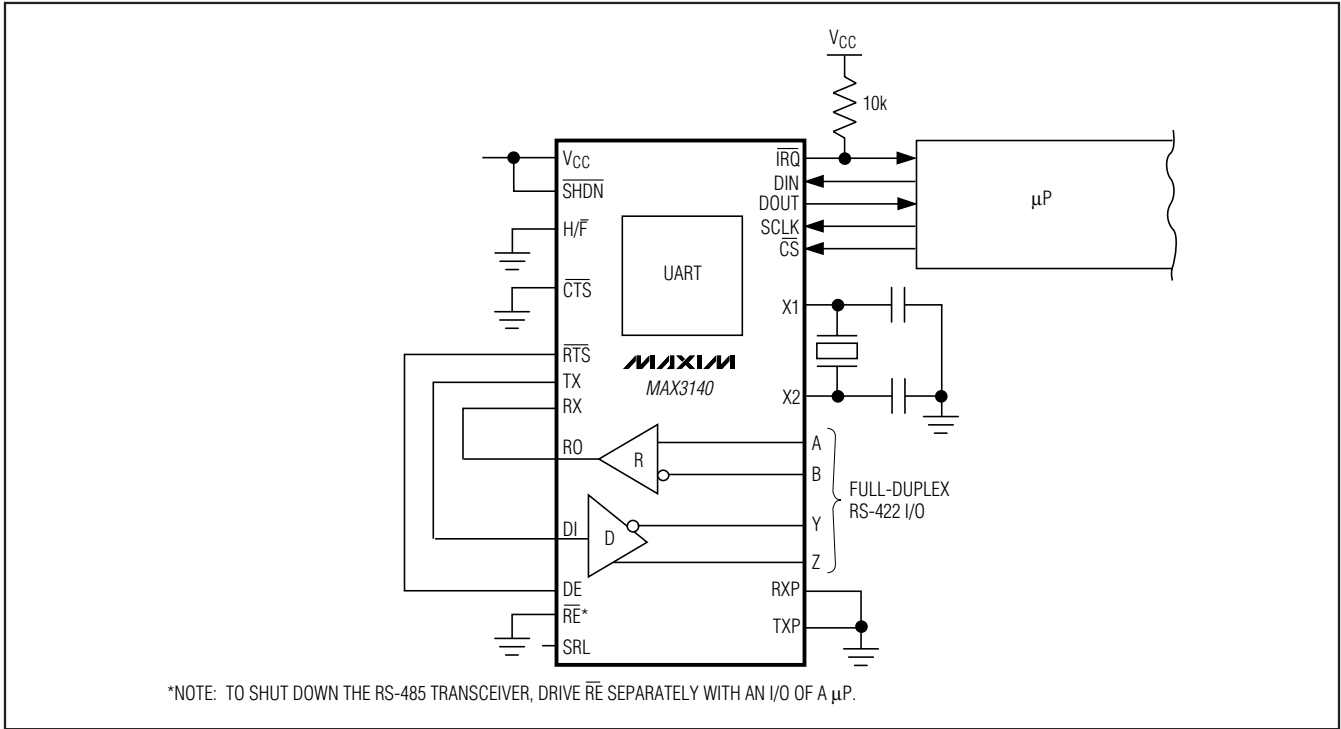 VCC
10k
VCC
SHDN
H/F
CTS
RTS
TX
RX
RO
DI
DE
RE*
SRL
UART
MAXIM
MAX3140
R
D
IRQ
DIN
DOUT
SCLK
CS
X1
X2
A
B
Y
Z
RXP
TXP
µP
FULL-DUPLEX
RS-422 I/O
*NOTE: TO SHUT DOWN THE RS-485 TRANSCEIVER, DRIVE RE SEPARATELY WITH AN I/O OF A µP.